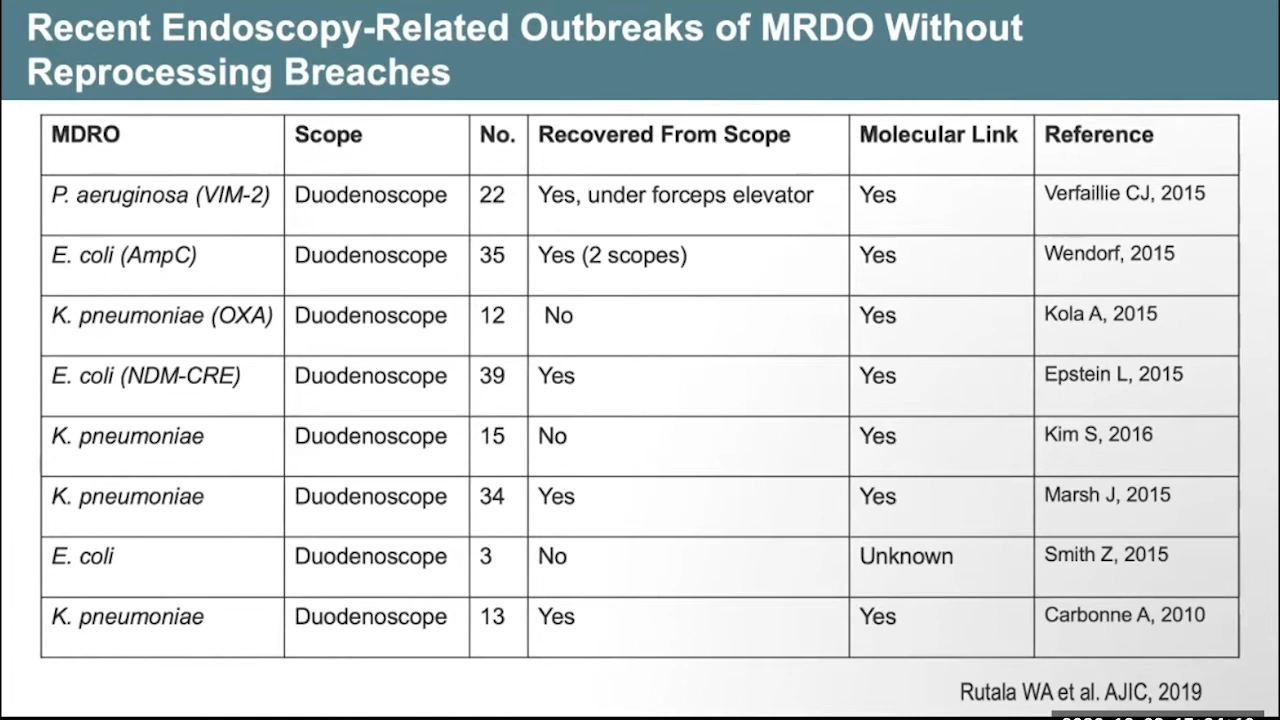 Recent Endoscopy-Related Outbreaks of MRDO Without
Reprocessing Breaches
MDRO Scope No. Recovered From Scope Molecular Link Reference
P. aeruginosa (VIM-2) Duodenoscope 22 Yes, under forceps elevator Yes Verfaillie CJ, 2015
E. coli (AmpC) Duodenoscope 35 Yes (2 scopes) Yes Wendorf, 2015
K. pneumoniae (OXA) Duodenoscope 12 No Yes Kola A, 2015
E. coli (NDM-CRE) Duodenoscope 39 Yes Yes Epstein L, 2015
K. pneumoniae Duodenoscope 15 No Yes Kim S, 2016
K. pneumoniae Duodenoscope 34 Yes Yes Marsh J, 2015
E. coli Duodenoscope 3 No Unknown Smith Z, 2015
K. pneumoniae Duodenoscope 13 Yes Yes Carbonne A, 2010
Rutala WA et al. AJIC, 2019